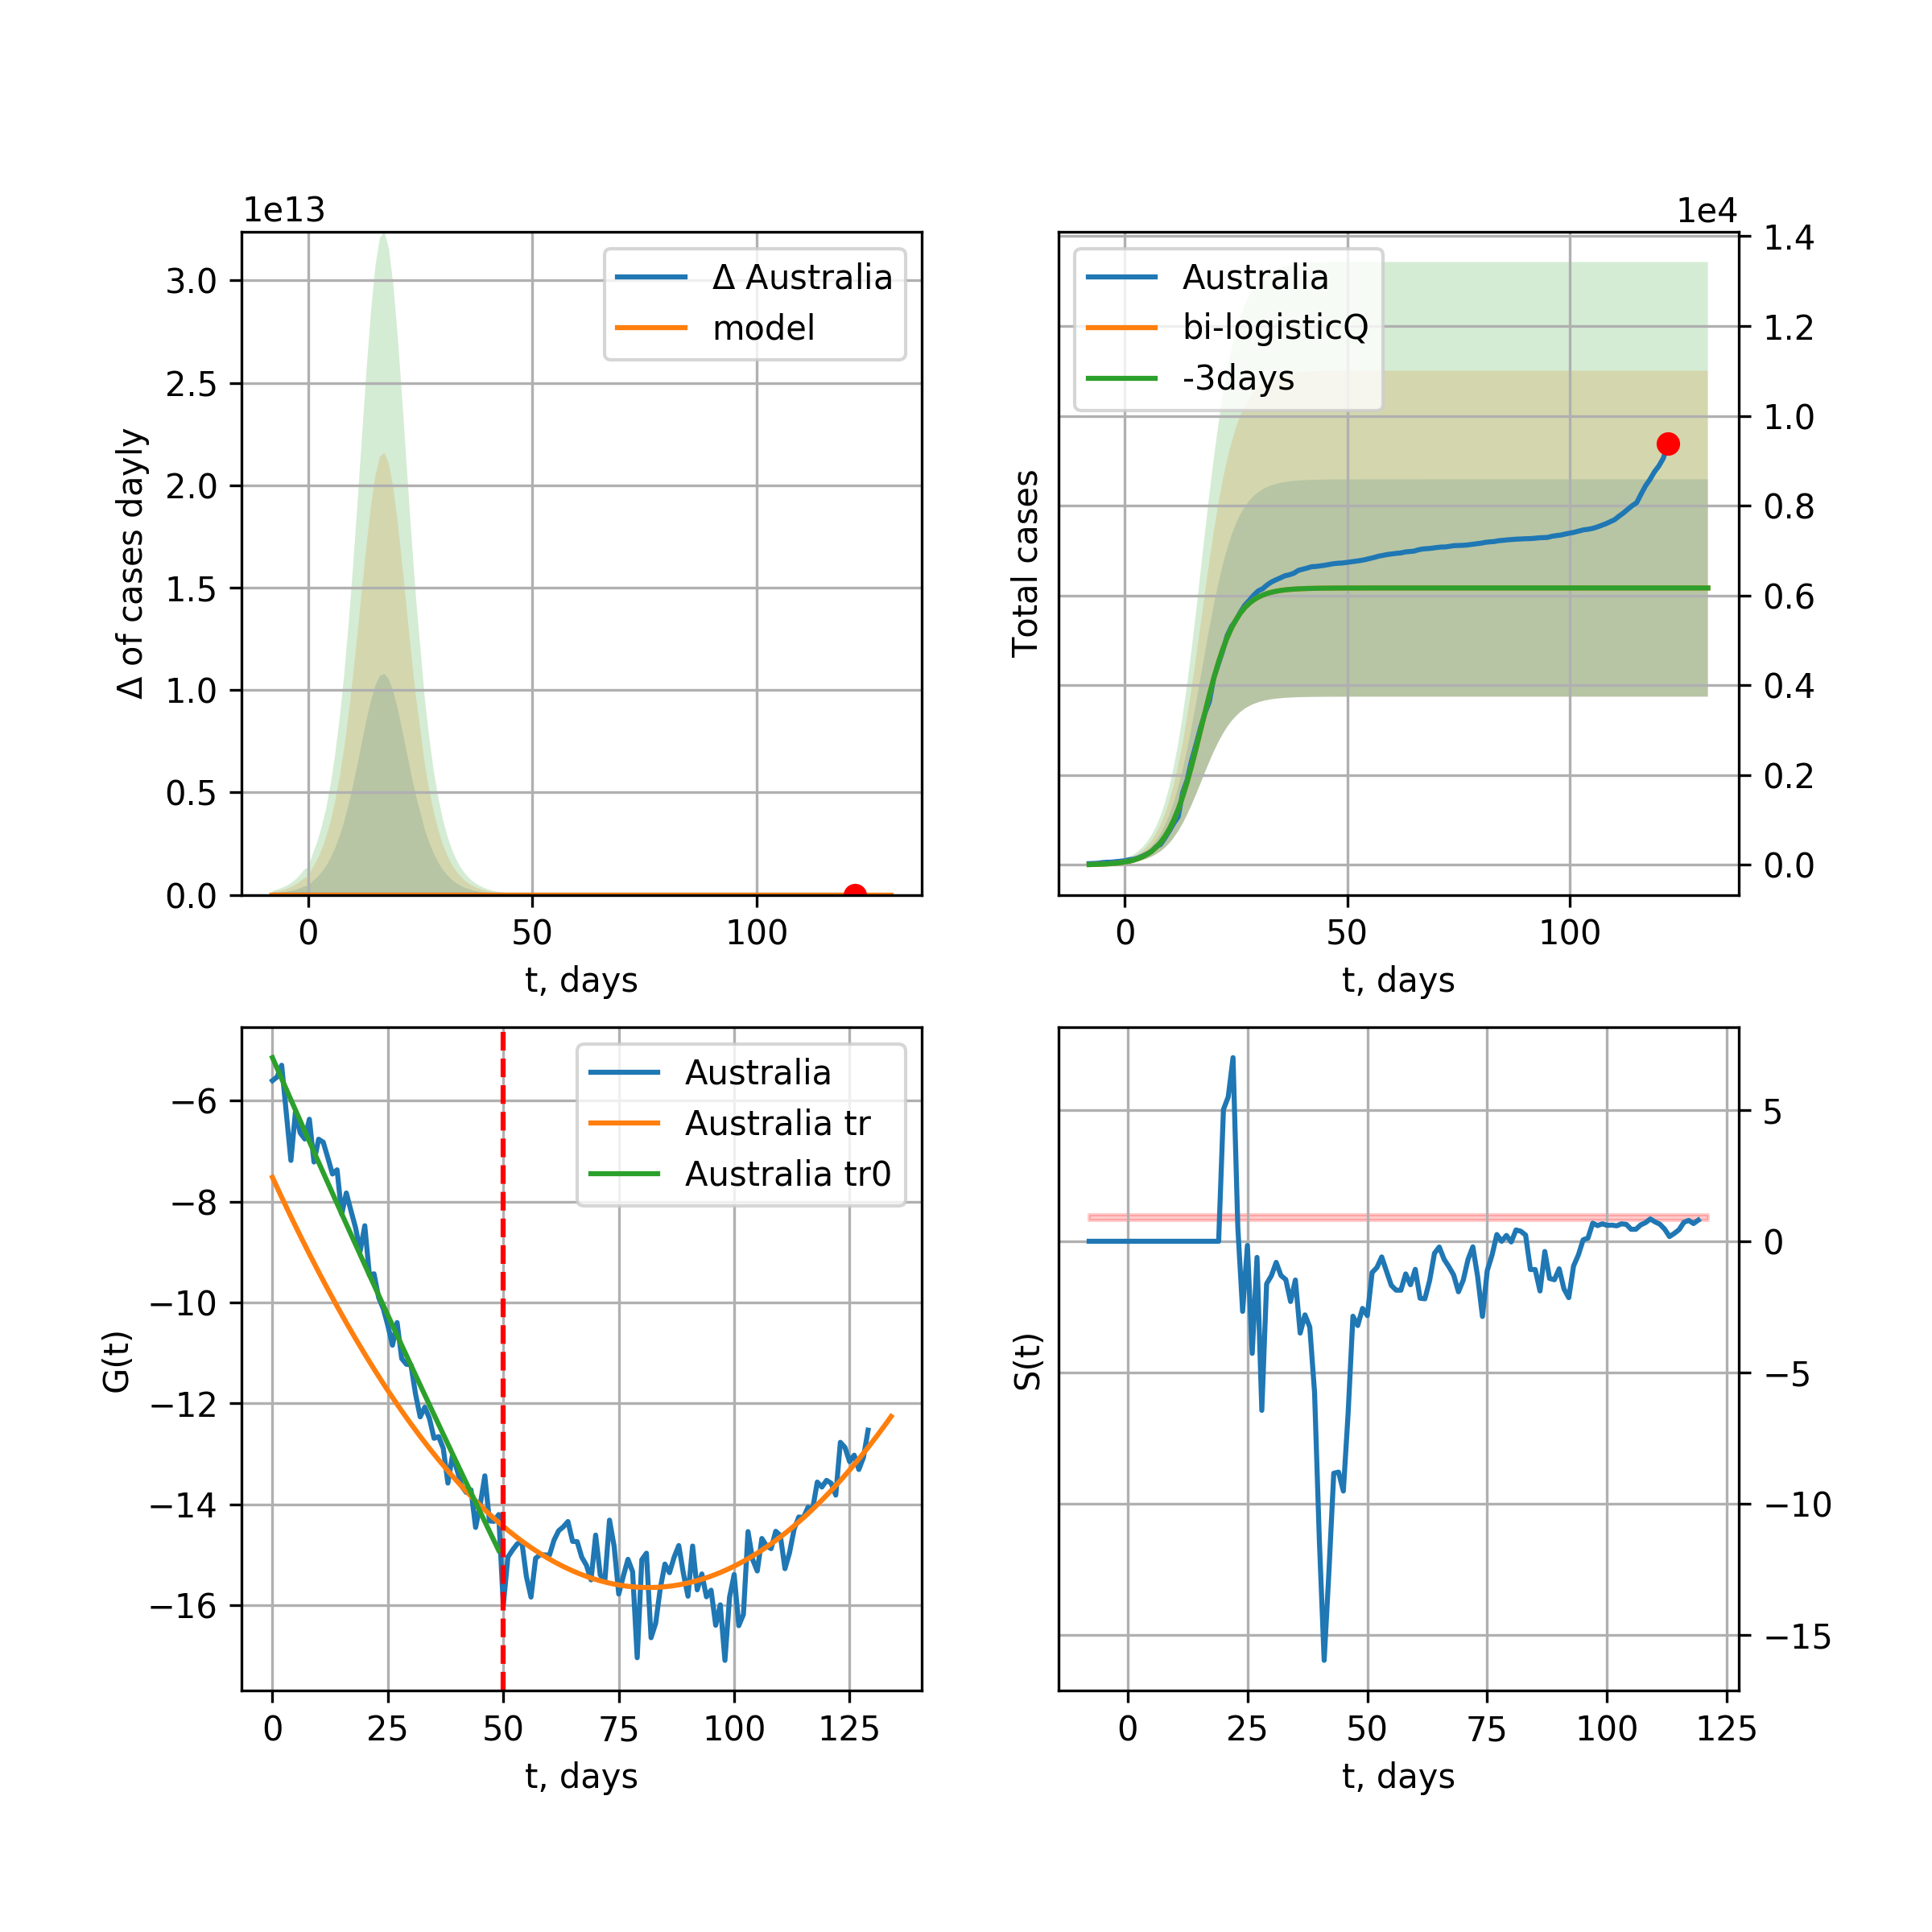 1e13
3.0
2.5
2.0
1.5
1.0
0.5
0.0
Δ of cases dayly
Δ Australia
model
0 50 100
t, days
1e4
1.4
1.2
1.0
0.8
0.6
0.4
0.2
0.0
Total cases
Australia
bi-logisticQ
-3days
0 50 100
t, days
−6
−8
−10
−12
−14
−16
G(t)
Australia
Australia tr
Australia tr0
0 25 50 75 100 125
t, days
5
0
−5
−10
−15
S(t)
0 25 50 75 100 125
t, days